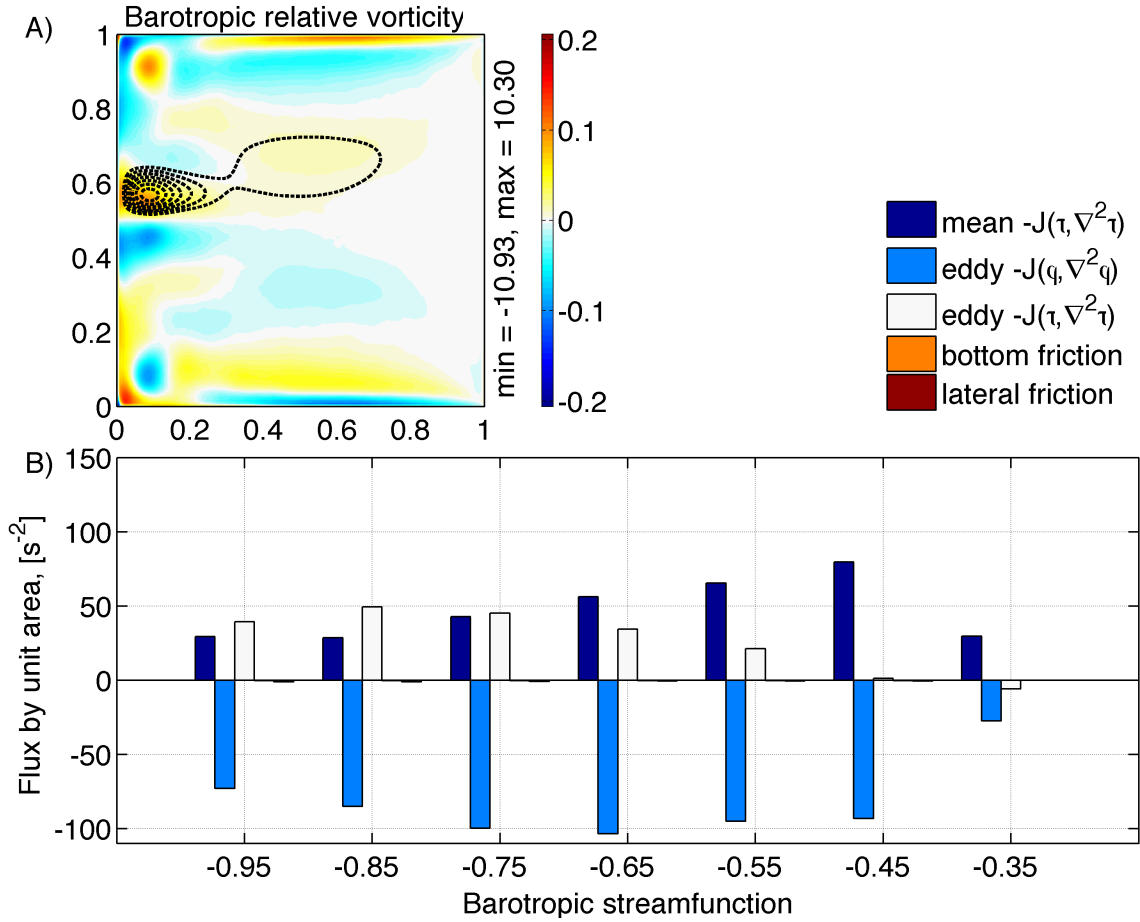 A)
Barotropic relative vorticity
1
0.8
0.6
0.4
0.2
0
0 0.2 0.4 0.6 0.8 1
min = -10.93, max = 10.30
0.2
0.1
0
-0.1
-0.2
mean -J(τ,∇²τ)
eddy -J(φ,∇²φ)
eddy -J(τ,∇²τ)
bottom friction
lateral friction
B)
150
100
50
0
-50
-100
Flux by unit area, [s⁻²]
-0.95 -0.85 -0.75 -0.65 -0.55 -0.45 -0.35
Barotropic streamfunction